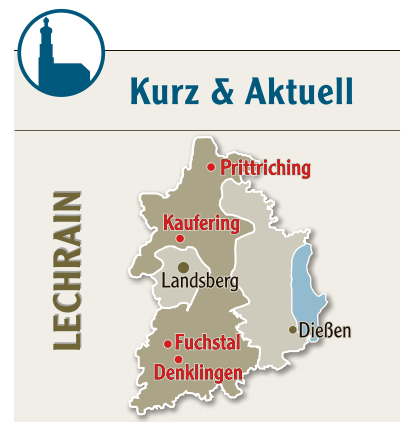 Kurz & Aktuell
LECHRAIN
Prittriching
Kaufering
Landsberg
Dießen
Fuchstal
Denklingen